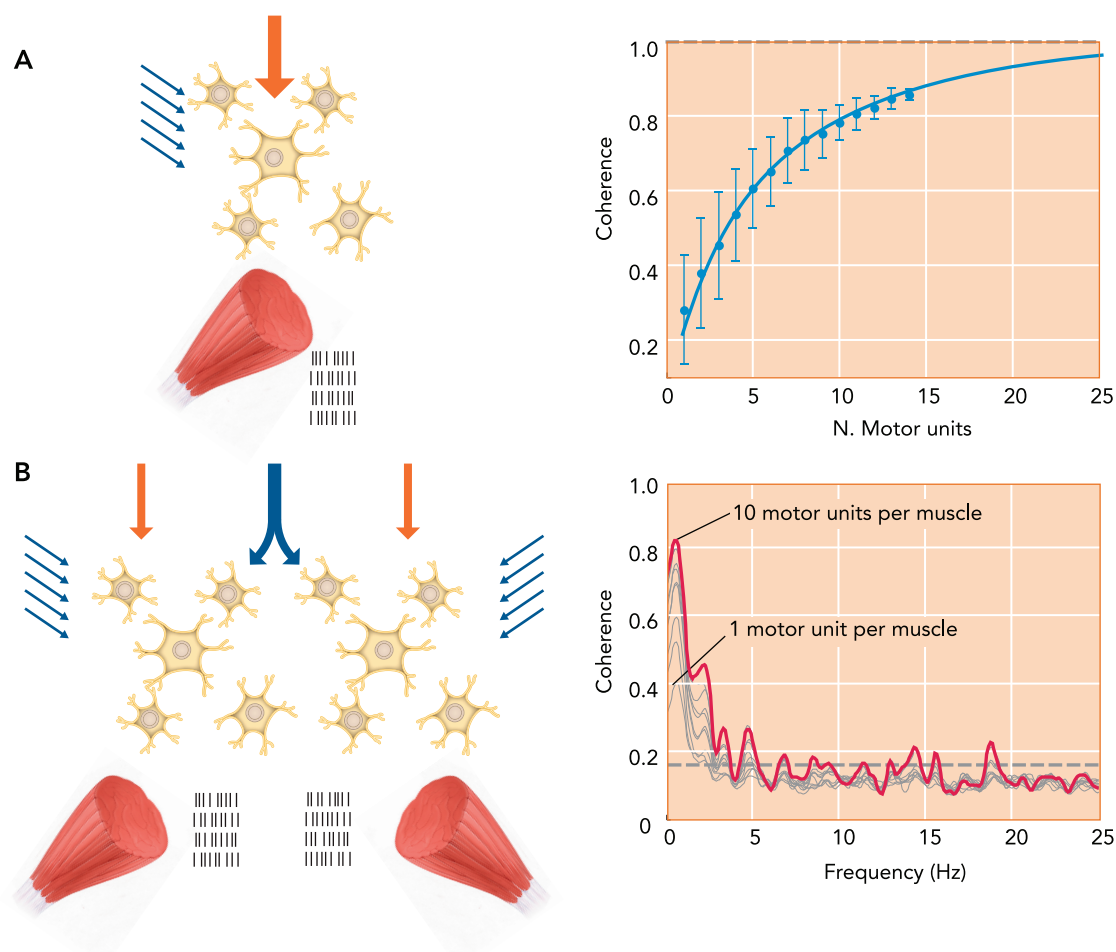 A
1.0
0.8
0.6
0.4
0.2
Coherence
0
5
10
15
20
25
N. Motor units
B
1.0
0.8
0.6
0.4
0.2
0
Coherence
10 motor units per muscle
1 motor unit per muscle
0
5
10
15
20
25
Frequency (Hz)